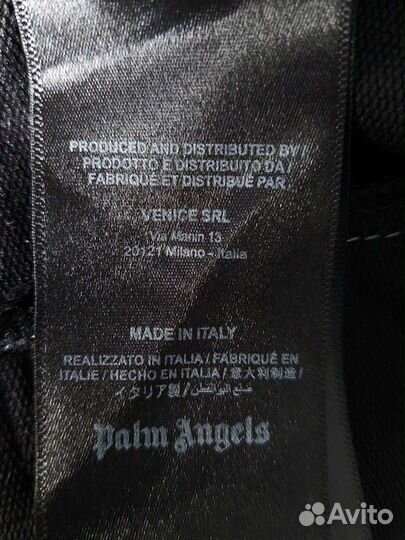 PRODUCED AND DISTRIBUTED BY /
PRODOTTO E DISTRIBUITO DA /
FABRIQUÉ ET DISTRIBUÉ PAR
VENICE SRL
Via Manin 13
20121 Milano - Italia
MADE IN ITALY
REALIZZATO IN ITALIA / FABRIQUÉ EN
ITALIE / HECHO EN ITALIA / 意大利制造 /
イタリア製 / صنع في
Palm Angels
Avito